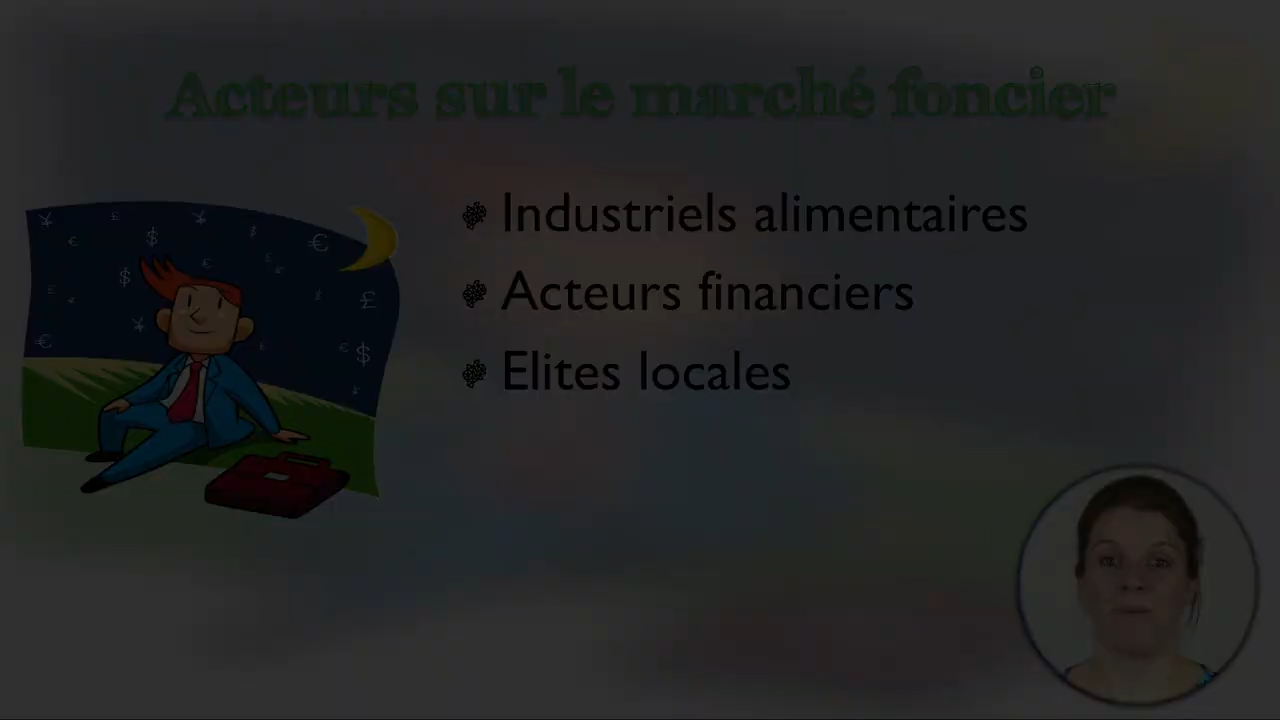 Acteurs sur le marché foncier
Industriels alimentaires
Acteurs financiers
Elites locales